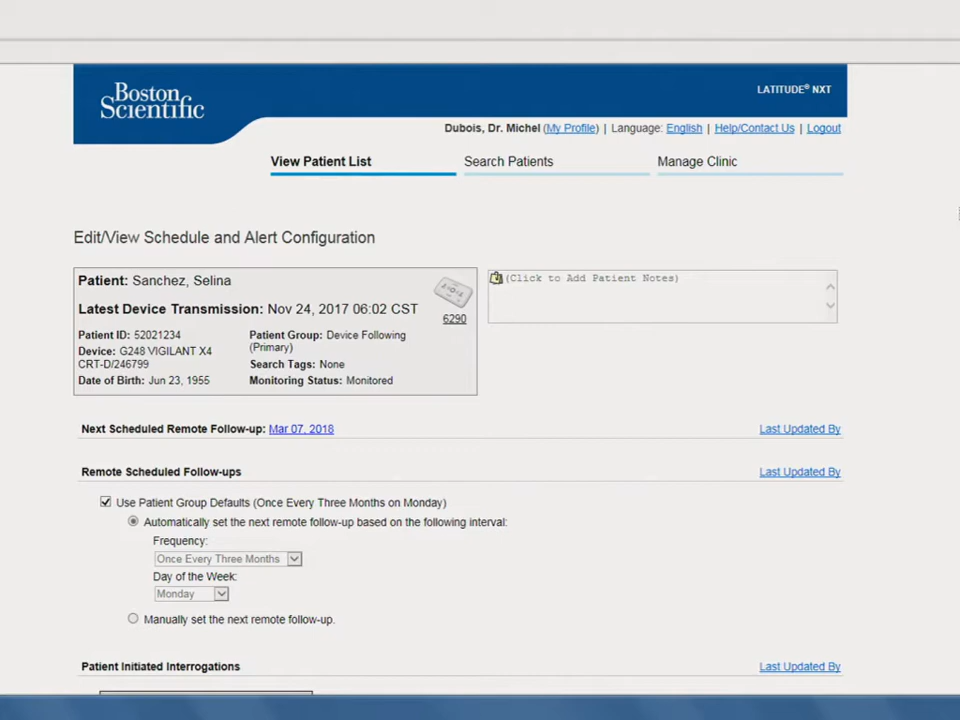 Boston
Scientific
LATITUDE® NXT
Dubois, Dr. Michel (My Profile) | Language: English | Help/Contact Us | Logout
View Patient List Search Patients Manage Clinic
Edit/View Schedule and Alert Configuration
Patient: Sanchez, Selina
Latest Device Transmission: Nov 24, 2017 06:02 CST
6290
Patient ID: 52021234
Device: G248 VIGILANT X4
CRT-D/246799
Date of Birth: Jun 23, 1955
Patient Group: Device Following
(Primary)
Search Tags: None
Monitoring Status: Monitored
(Click to Add Patient Notes)
Next Scheduled Remote Follow-up: Mar 07, 2018 Last Updated By
Remote Scheduled Follow-ups Last Updated By
Use Patient Group Defaults (Once Every Three Months on Monday)
Automatically set the next remote follow-up based on the following interval:
Frequency:
Once Every Three Months
Day of the Week:
Monday
Manually set the next remote follow-up.
Patient Initiated Interrogations Last Updated By